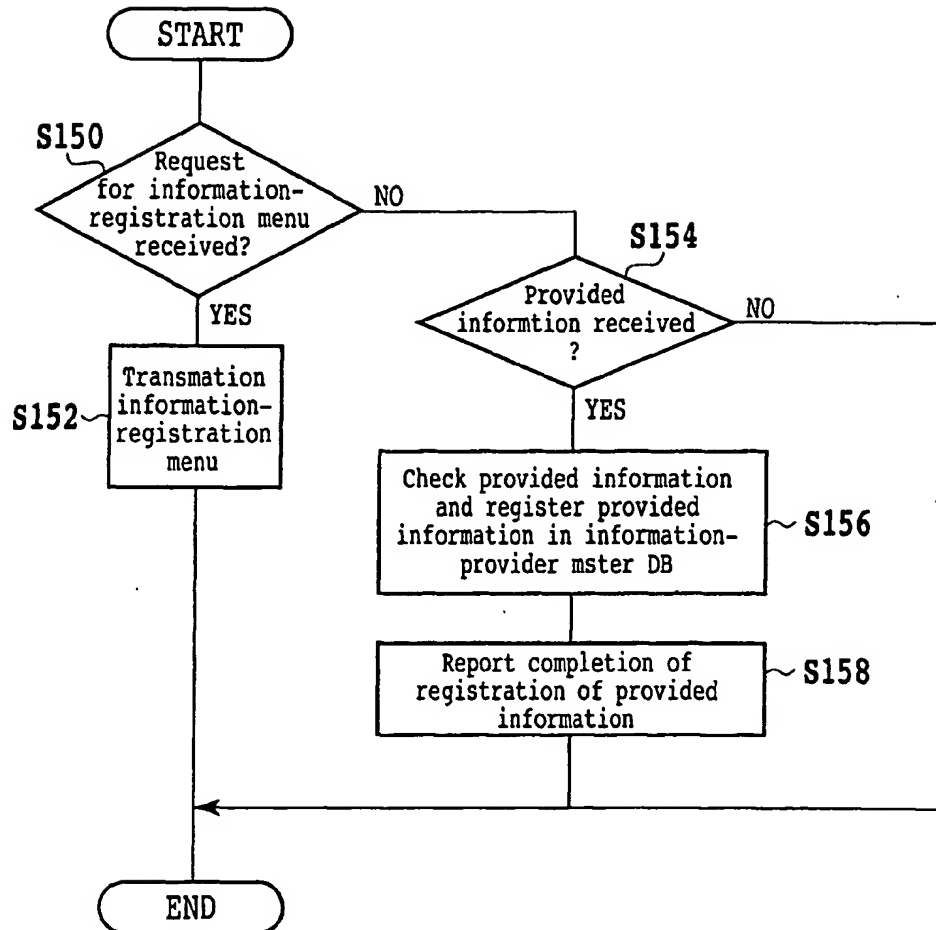 START
S150
Request
for information-
registration menu
received?
NO
YES
S154
Provided
informtion received
?
NO
YES
S152
Transmation
information-
registration
menu
Check provided information
and register provided
information in information-
provider mster DB
S156
Report completion of
registration of provided
information
S158
END